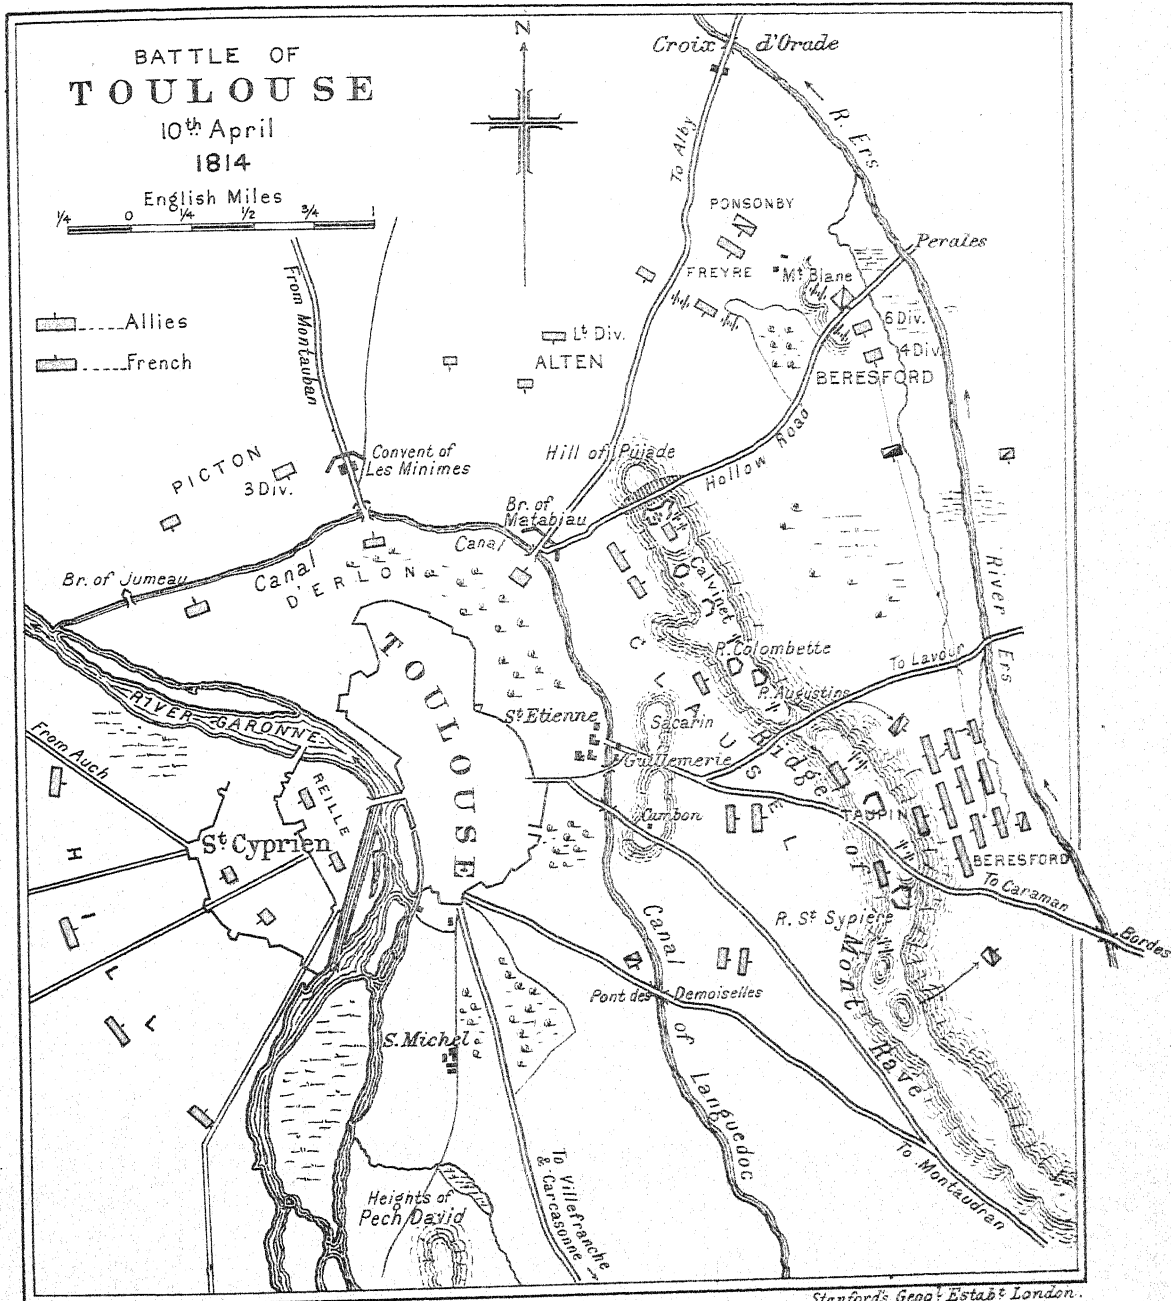 BATTLE OF
TOULOUSE
10th April
1814
English Miles
1/4 0 1/4 1/2 3/4 1
Allies
French
N
Croix d'Orade
R. Ers
To Alby
From Montauban
PONSONBY
FREYRE
Mt Blanc
Perales
6 Div.
4 Div.
BERESFORD
Lt Div.
ALTEN
PICTON
3 Div.
Convent of
Les Minimes
Hill of Pujade
Hollow Road
Br. of
Matabiau
Br. of Jumeau
Canal
Canal
D'ERLON
Calvinet
River Ers
TOULOUSE
CLAUSEL
R. Colombette
To Lavour
R. Augustins
RIVER GARONNE
St Etienne
Sacarin
Guillemerie
Cambon
From Auch
REILLE
St Cyprien
HILL
Ridge of Mont Rave
TAUPIN
BERESFORD
To Caraman
Bordes
R. St Sypière
Canal of Languedoc
Pont des Demoiselles
S. Michel
To Montaudran
Heights of
Pech David
To Villefranche
& Carcasonne
Stanford's Geogl Estabt London.